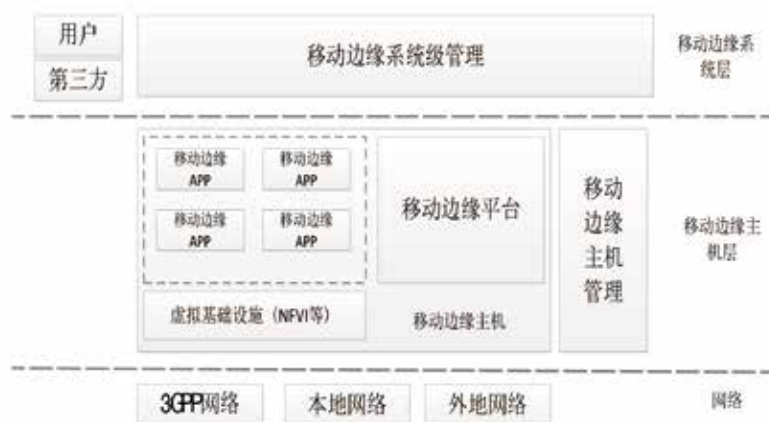 用户
第三方
移动边缘系统级管理
移动边缘系
统层
移动边缘
APP
移动边缘
APP
移动边缘
APP
移动边缘
APP
移动边缘平台
虚拟基础设施（NFVI等）
移动边缘主机
移动
边缘
主机
管理
移动边缘主
机层
3GPP网络
本地网络
外地网络
网络